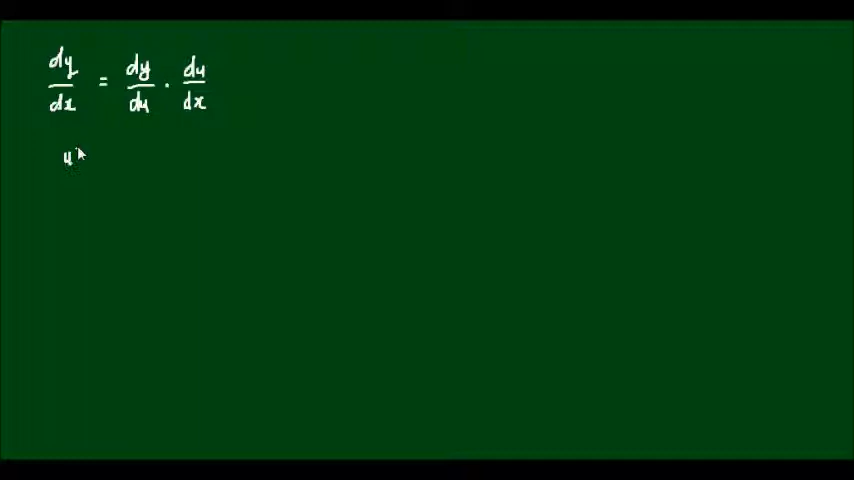 dy/dx = dy/du · du/dx
u